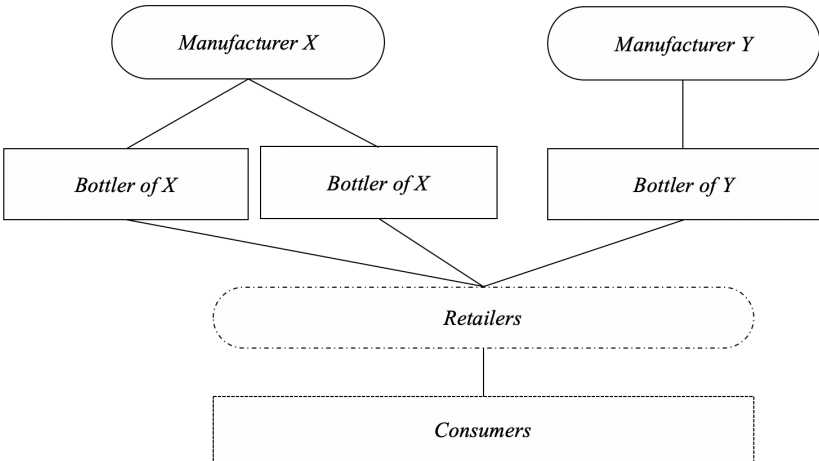 Manufacturer X
Manufacturer Y
Bottler of X
Bottler of X
Bottler of Y
Retailers
Consumers